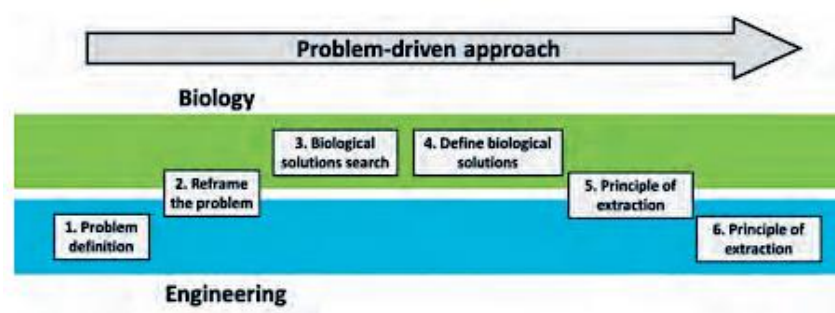 Problem-driven approach
Biology
3. Biological
solutions search
4. Define biological
solutions
2. Reframe
the problem
5. Principle of
extraction
1. Problem
definition
6. Principle of
extraction
Engineering